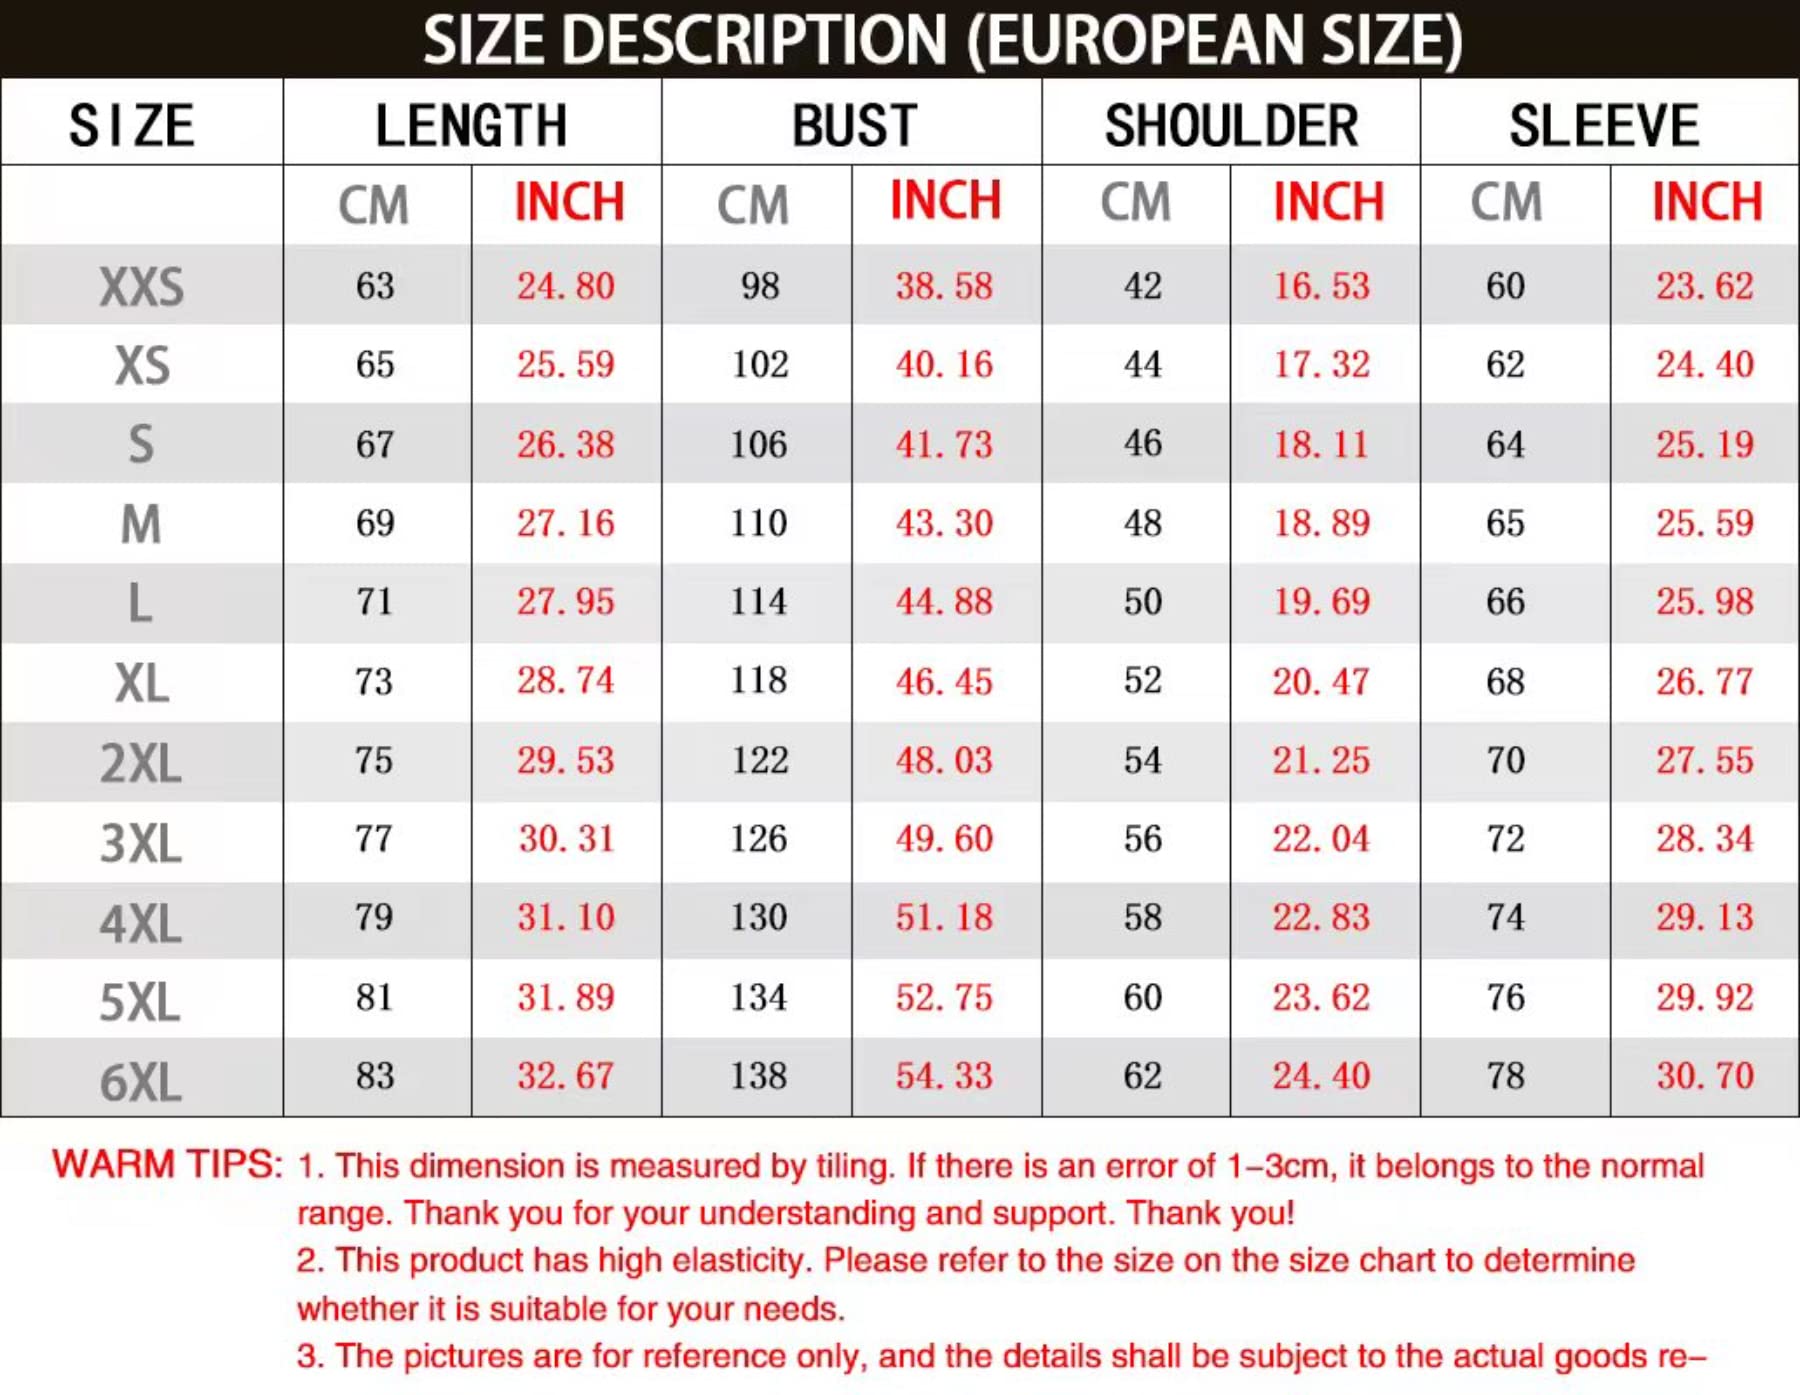 SIZE DESCRIPTION (EUROPEAN SIZE)
SIZE LENGTH BUST SHOULDER SLEEVE
CM INCH CM INCH CM INCH CM INCH
XXS 63 24.80 98 38.58 42 16.53 60 23.62
XS 65 25.59 102 40.16 44 17.32 62 24.40
S 67 26.38 106 41.73 46 18.11 64 25.19
M 69 27.16 110 43.30 48 18.89 65 25.59
L 71 27.95 114 44.88 50 19.69 66 25.98
XL 73 28.74 118 46.45 52 20.47 68 26.77
2XL 75 29.53 122 48.03 54 21.25 70 27.55
3XL 77 30.31 126 49.60 56 22.04 72 28.34
4XL 79 31.10 130 51.18 58 22.83 74 29.13
5XL 81 31.89 134 52.75 60 23.62 76 29.92
6XL 83 32.67 138 54.33 62 24.40 78 30.70
WARM TIPS: 1. This dimension is measured by tiling. If there is an error of 1–3cm, it belongs to the normal
range. Thank you for your understanding and support. Thank you!
2. This product has high elasticity. Please refer to the size on the size chart to determine
whether it is suitable for your needs.
3. The pictures are for reference only, and the details shall be subject to the actual goods re–